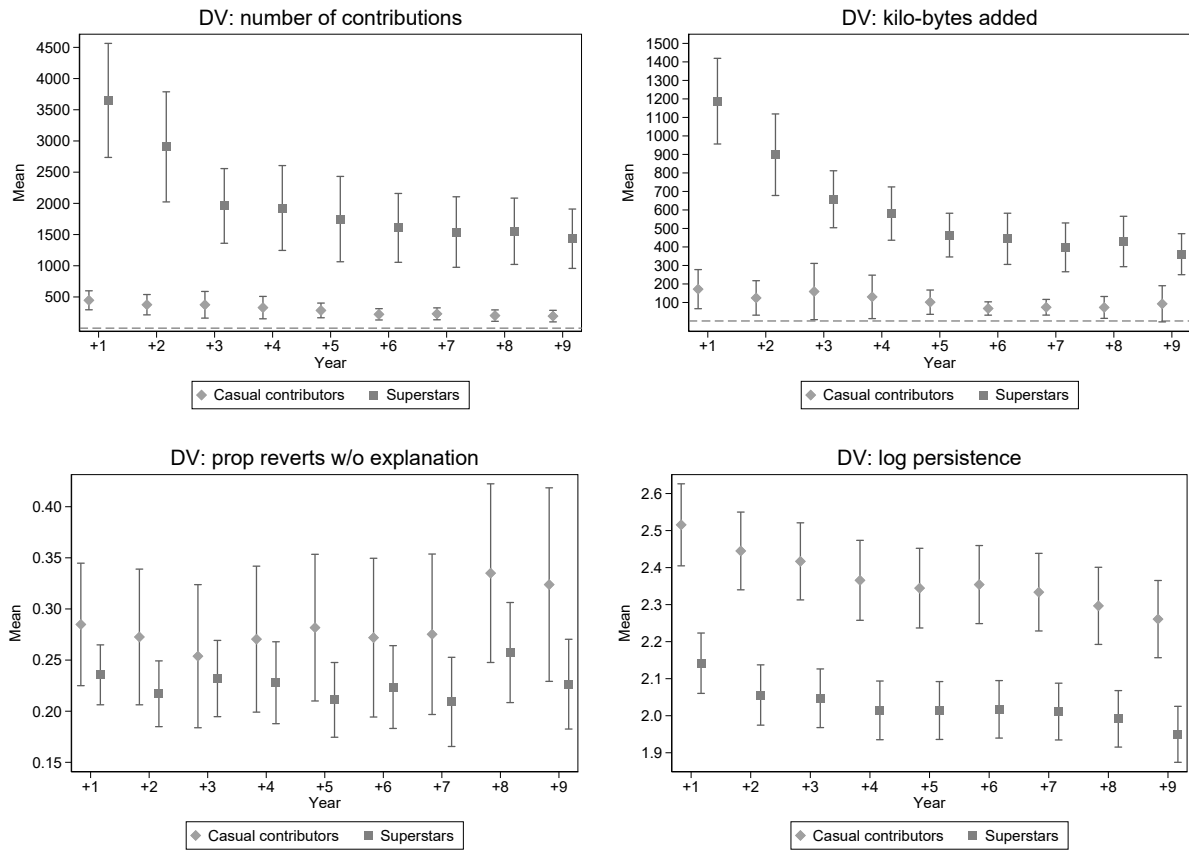 DV: number of contributions
4500
4000
3500
3000
2500
2000
1500
1000
500
Mean
+1 +2 +3 +4 +5 +6 +7 +8 +9
Year
Casual contributors Superstars
DV: kilo-bytes added
1500
1400
1300
1200
1100
1000
900
800
700
600
500
400
300
200
100
Mean
+1 +2 +3 +4 +5 +6 +7 +8 +9
Year
Casual contributors Superstars
DV: prop reverts w/o explanation
0.40
0.35
0.30
0.25
0.20
0.15
Mean
+1 +2 +3 +4 +5 +6 +7 +8 +9
Year
Casual contributors Superstars
DV: log persistence
2.6
2.5
2.4
2.3
2.2
2.1
2.0
1.9
Mean
+1 +2 +3 +4 +5 +6 +7 +8 +9
Year
Casual contributors Superstars